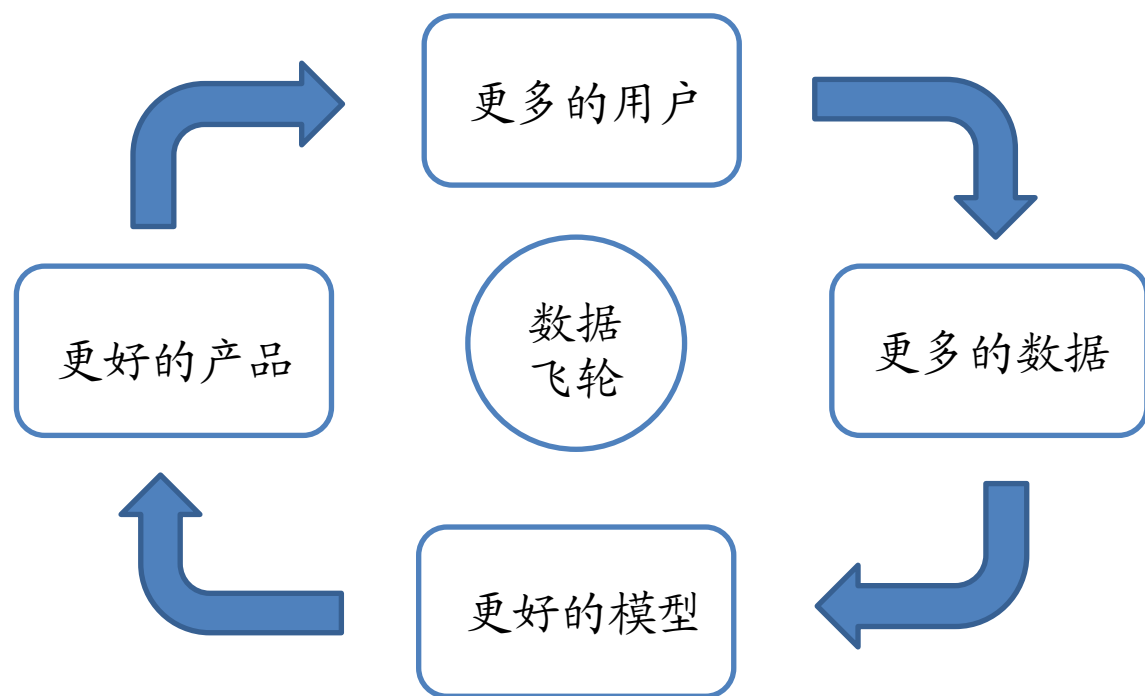 更多的用户
数据
飞轮
更好的产品
更多的数据
更好的模型